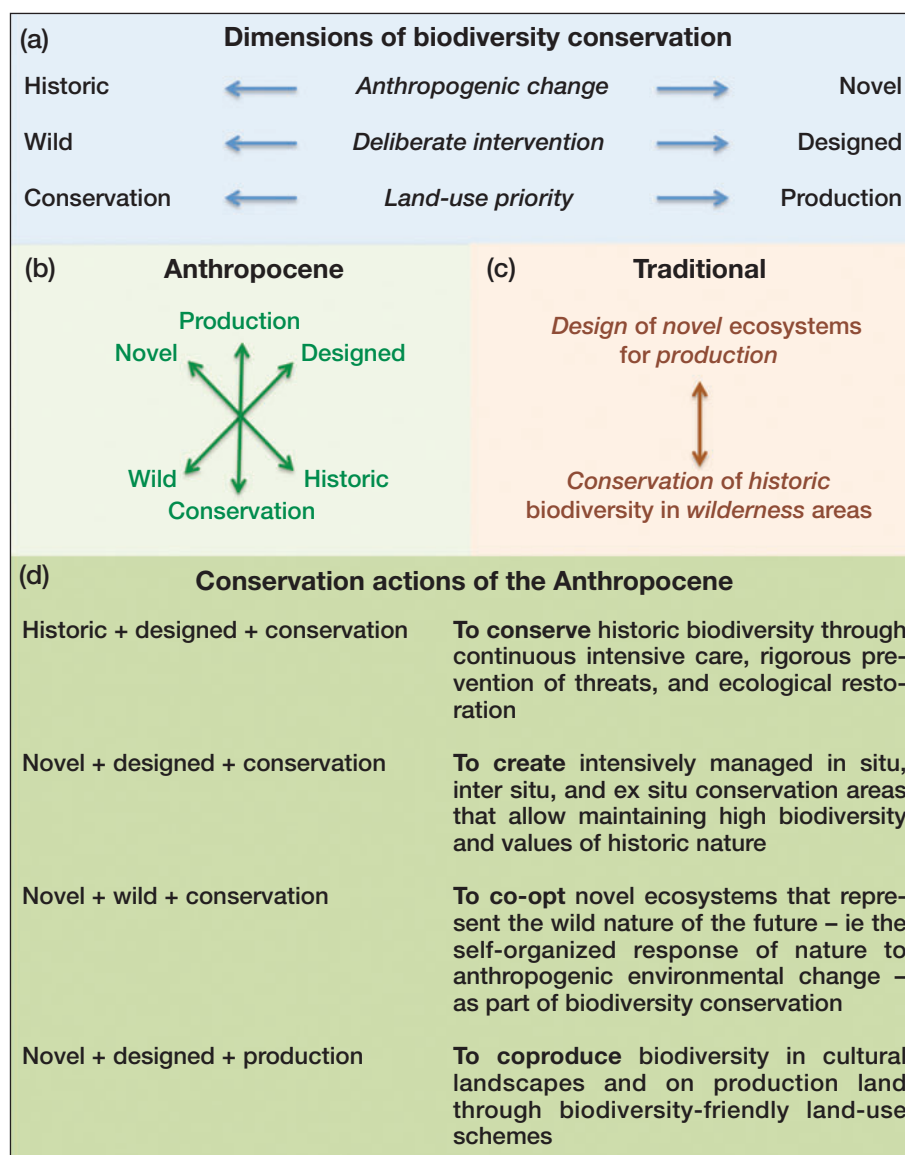 (a) Dimensions of biodiversity conservation
Historic Anthropogenic change Novel
Wild Deliberate intervention Designed
Conservation Land-use priority Production
(b) Anthropocene
Production
Novel Designed
Wild Historic
Conservation
(c) Traditional
Design of novel ecosystems
for production
Conservation of historic
biodiversity in wilderness areas
(d) Conservation actions of the Anthropocene
Historic + designed + conservation
To conserve historic biodiversity through
continuous intensive care, rigorous pre-
vention of threats, and ecological resto-
ration
Novel + designed + conservation
To create intensively managed in situ,
inter situ, and ex situ conservation areas
that allow maintaining high biodiversity
and values of historic nature
Novel + wild + conservation
To co-opt novel ecosystems that repre-
sent the wild nature of the future – ie the
self-organized response of nature to
anthropogenic environmental change –
as part of biodiversity conservation
Novel + designed + production
To coproduce biodiversity in cultural
landscapes and on production land
through biodiversity-friendly land-use
schemes